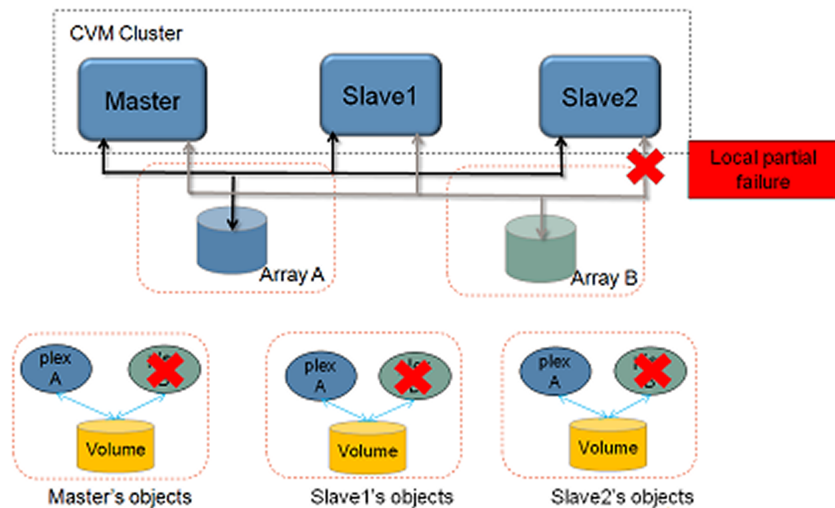 CVM Cluster
Master
Slave1
Slave2
Local partial
failure
Array A
Array B
plex
A
plex
A
plex
A
Volume
Volume
Volume
Master's objects
Slave1's objects
Slave2's objects